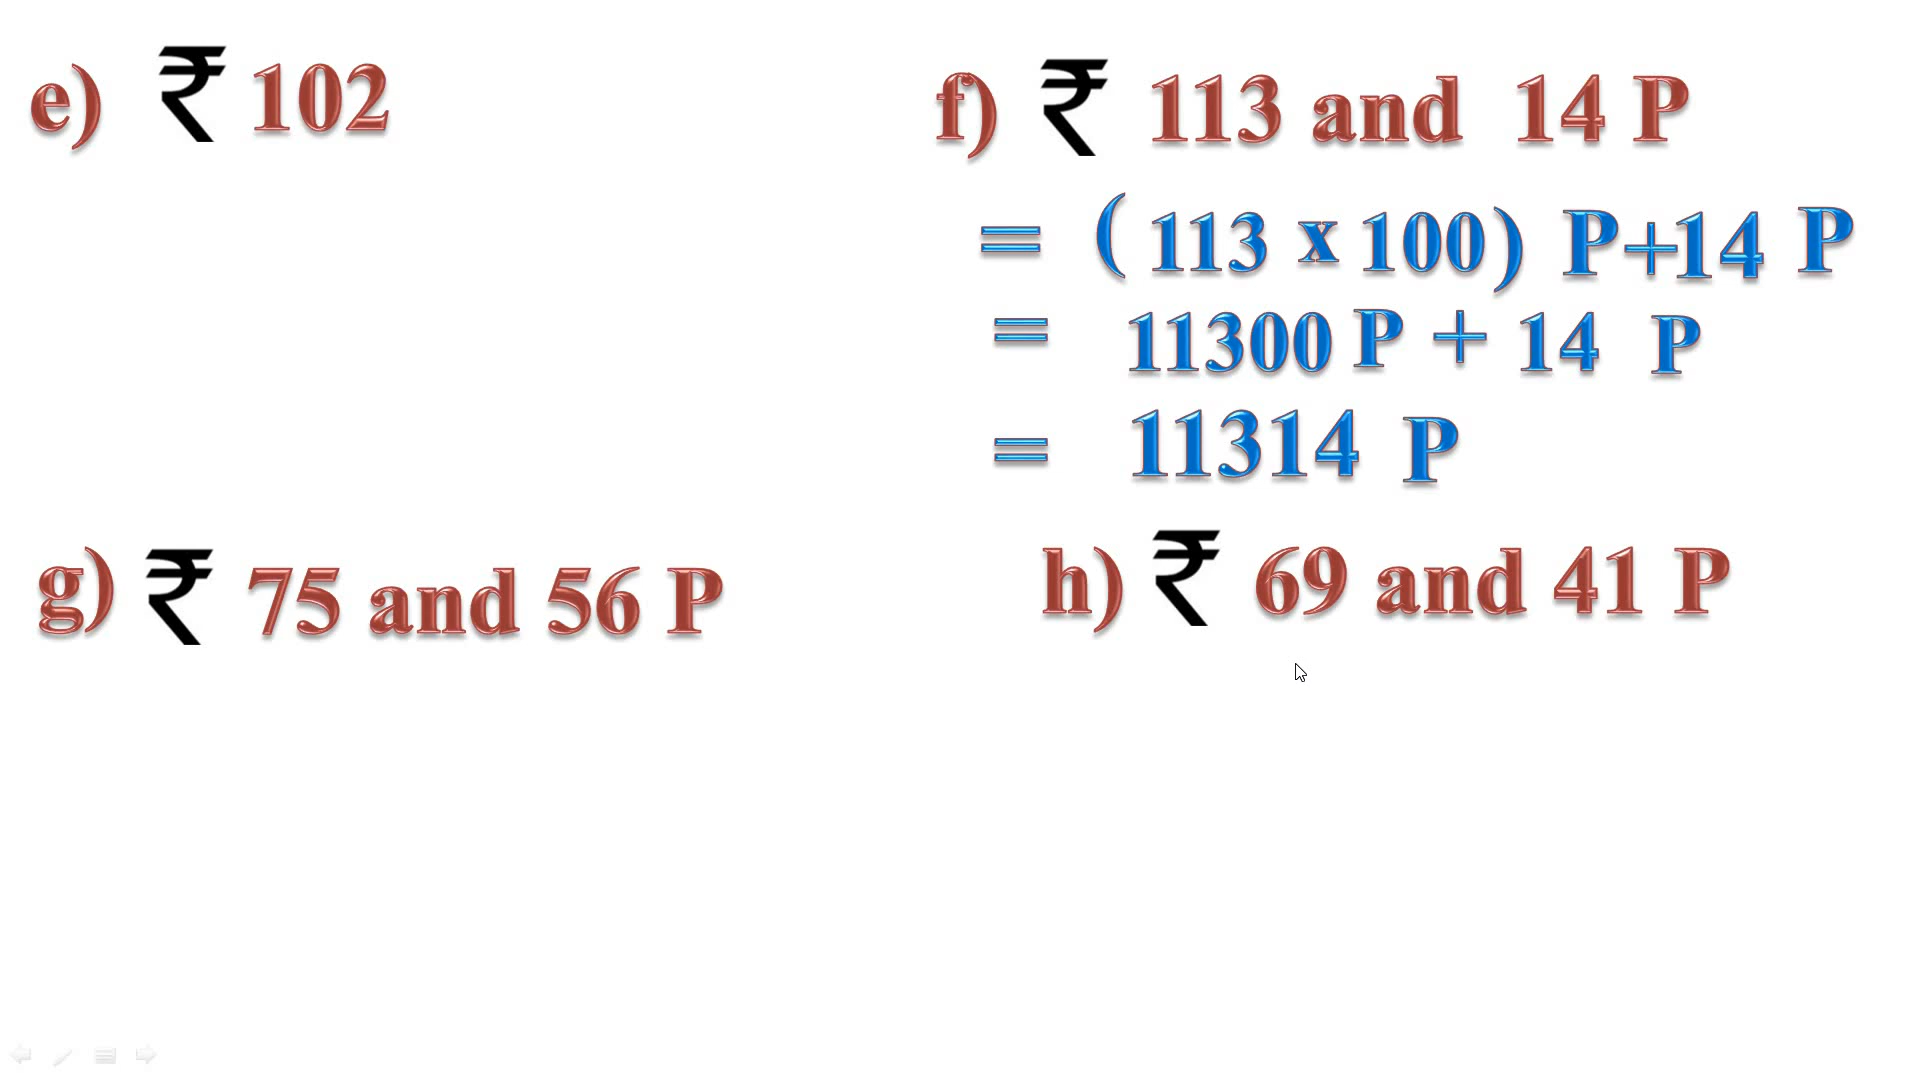 e) ₹ 102
f) ₹ 113 and 14 P
= ( 113 x 100) P+14 P
= 11300 P + 14 P
= 11314 P
g) ₹ 75 and 56 P
h) ₹ 69 and 41 P